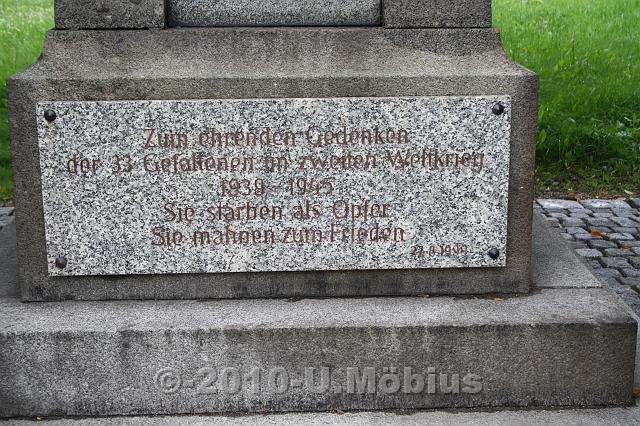 Zum ehrenden Gedenken
der 33 Gefallenen im zweiten Weltkrieg
1939 - 1945
Sie starben als Opfer
Sie mahnen zum Frieden
©-2010-U.Möbius